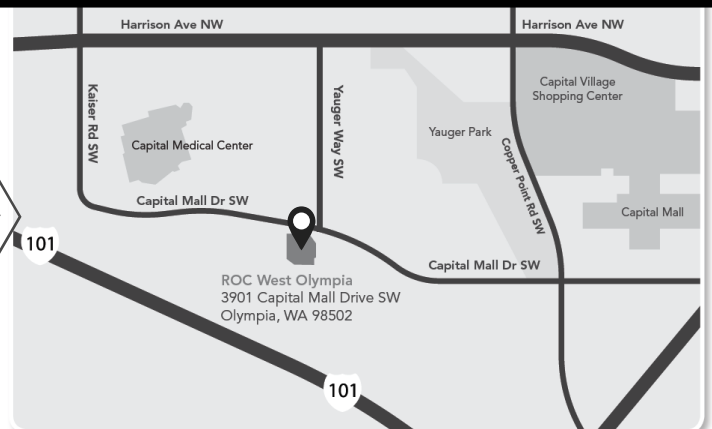 Harrison Ave NW
Harrison Ave NW
Capital Village
Shopping Center
Kaiser Rd SW
Yauger Way SW
Capital Medical Center
Yauger Park
Copper Point Rd SW
Capital Mall Dr SW
Capital Mall
101
Capital Mall Dr SW
ROC West Olympia
3901 Capital Mall Drive SW
Olympia, WA 98502
101